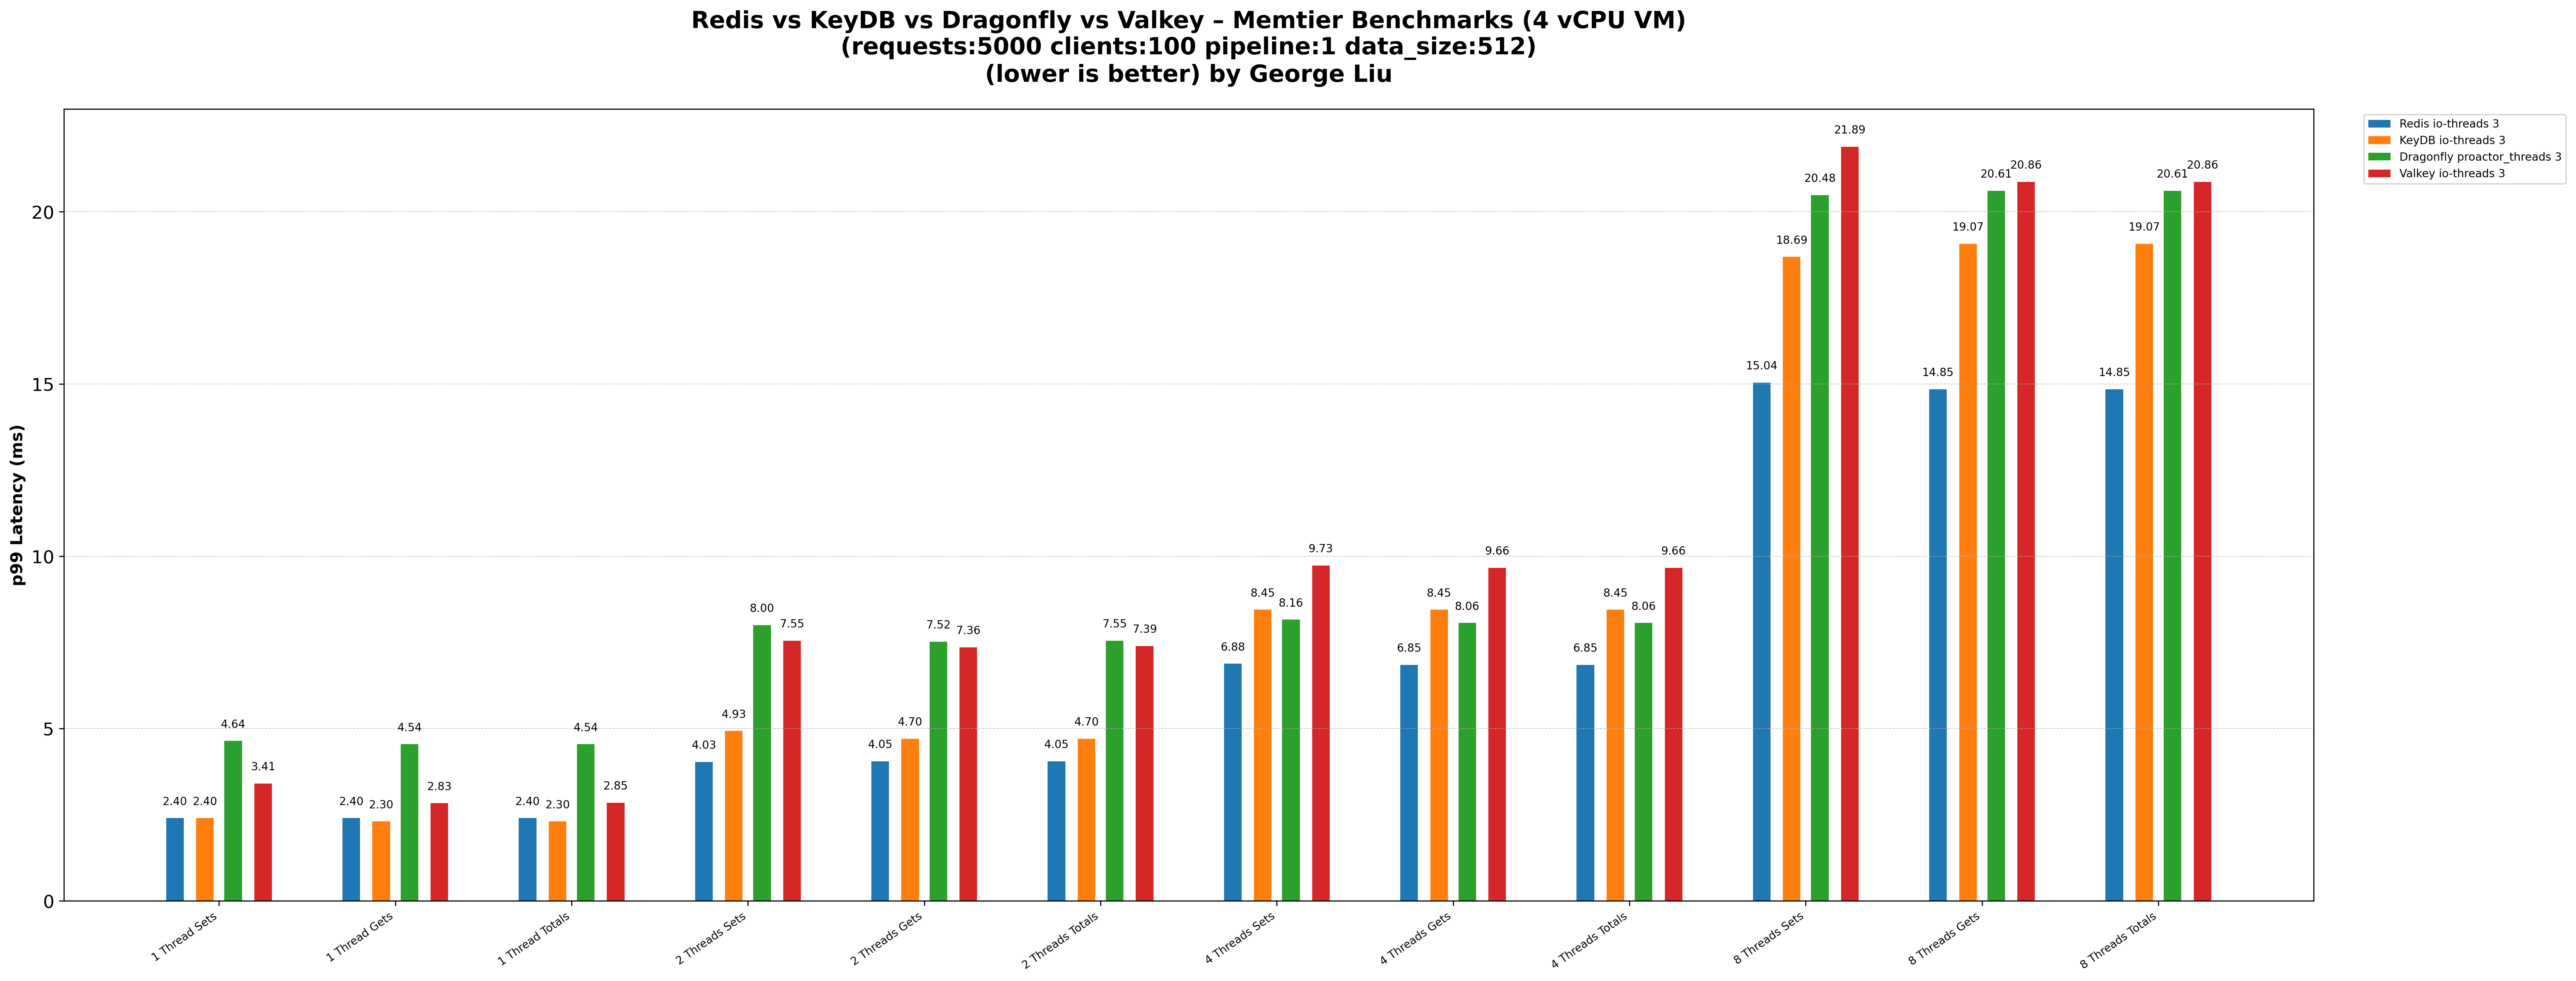 Redis vs KeyDB vs Dragonfly vs Valkey – Memtier Benchmarks (4 vCPU VM)
(requests:5000 clients:100 pipeline:1 data_size:512)
(lower is better) by George Liu
Redis io-threads 3
KeyDB io-threads 3
Dragonfly proactor_threads 3
Valkey io-threads 3
p99 Latency (ms)
20
15
10
5
0
2.40 2.40 4.64 3.41
2.40 2.30 4.54 2.83
2.40 2.30 4.54 2.85
4.03 4.93 8.00 7.55
4.05 4.70 7.52 7.36
4.05 4.70 7.55 7.39
6.88 8.45 8.16 9.73
6.85 8.45 8.06 9.66
6.85 8.45 8.06 9.66
15.04 18.69 20.48 21.89
14.85 19.07 20.61 20.86
14.85 19.07 20.61 20.86
1 Thread Sets
1 Thread Gets
1 Thread Totals
2 Threads Sets
2 Threads Gets
2 Threads Totals
4 Threads Sets
4 Threads Gets
4 Threads Totals
8 Threads Sets
8 Threads Gets
8 Threads Totals